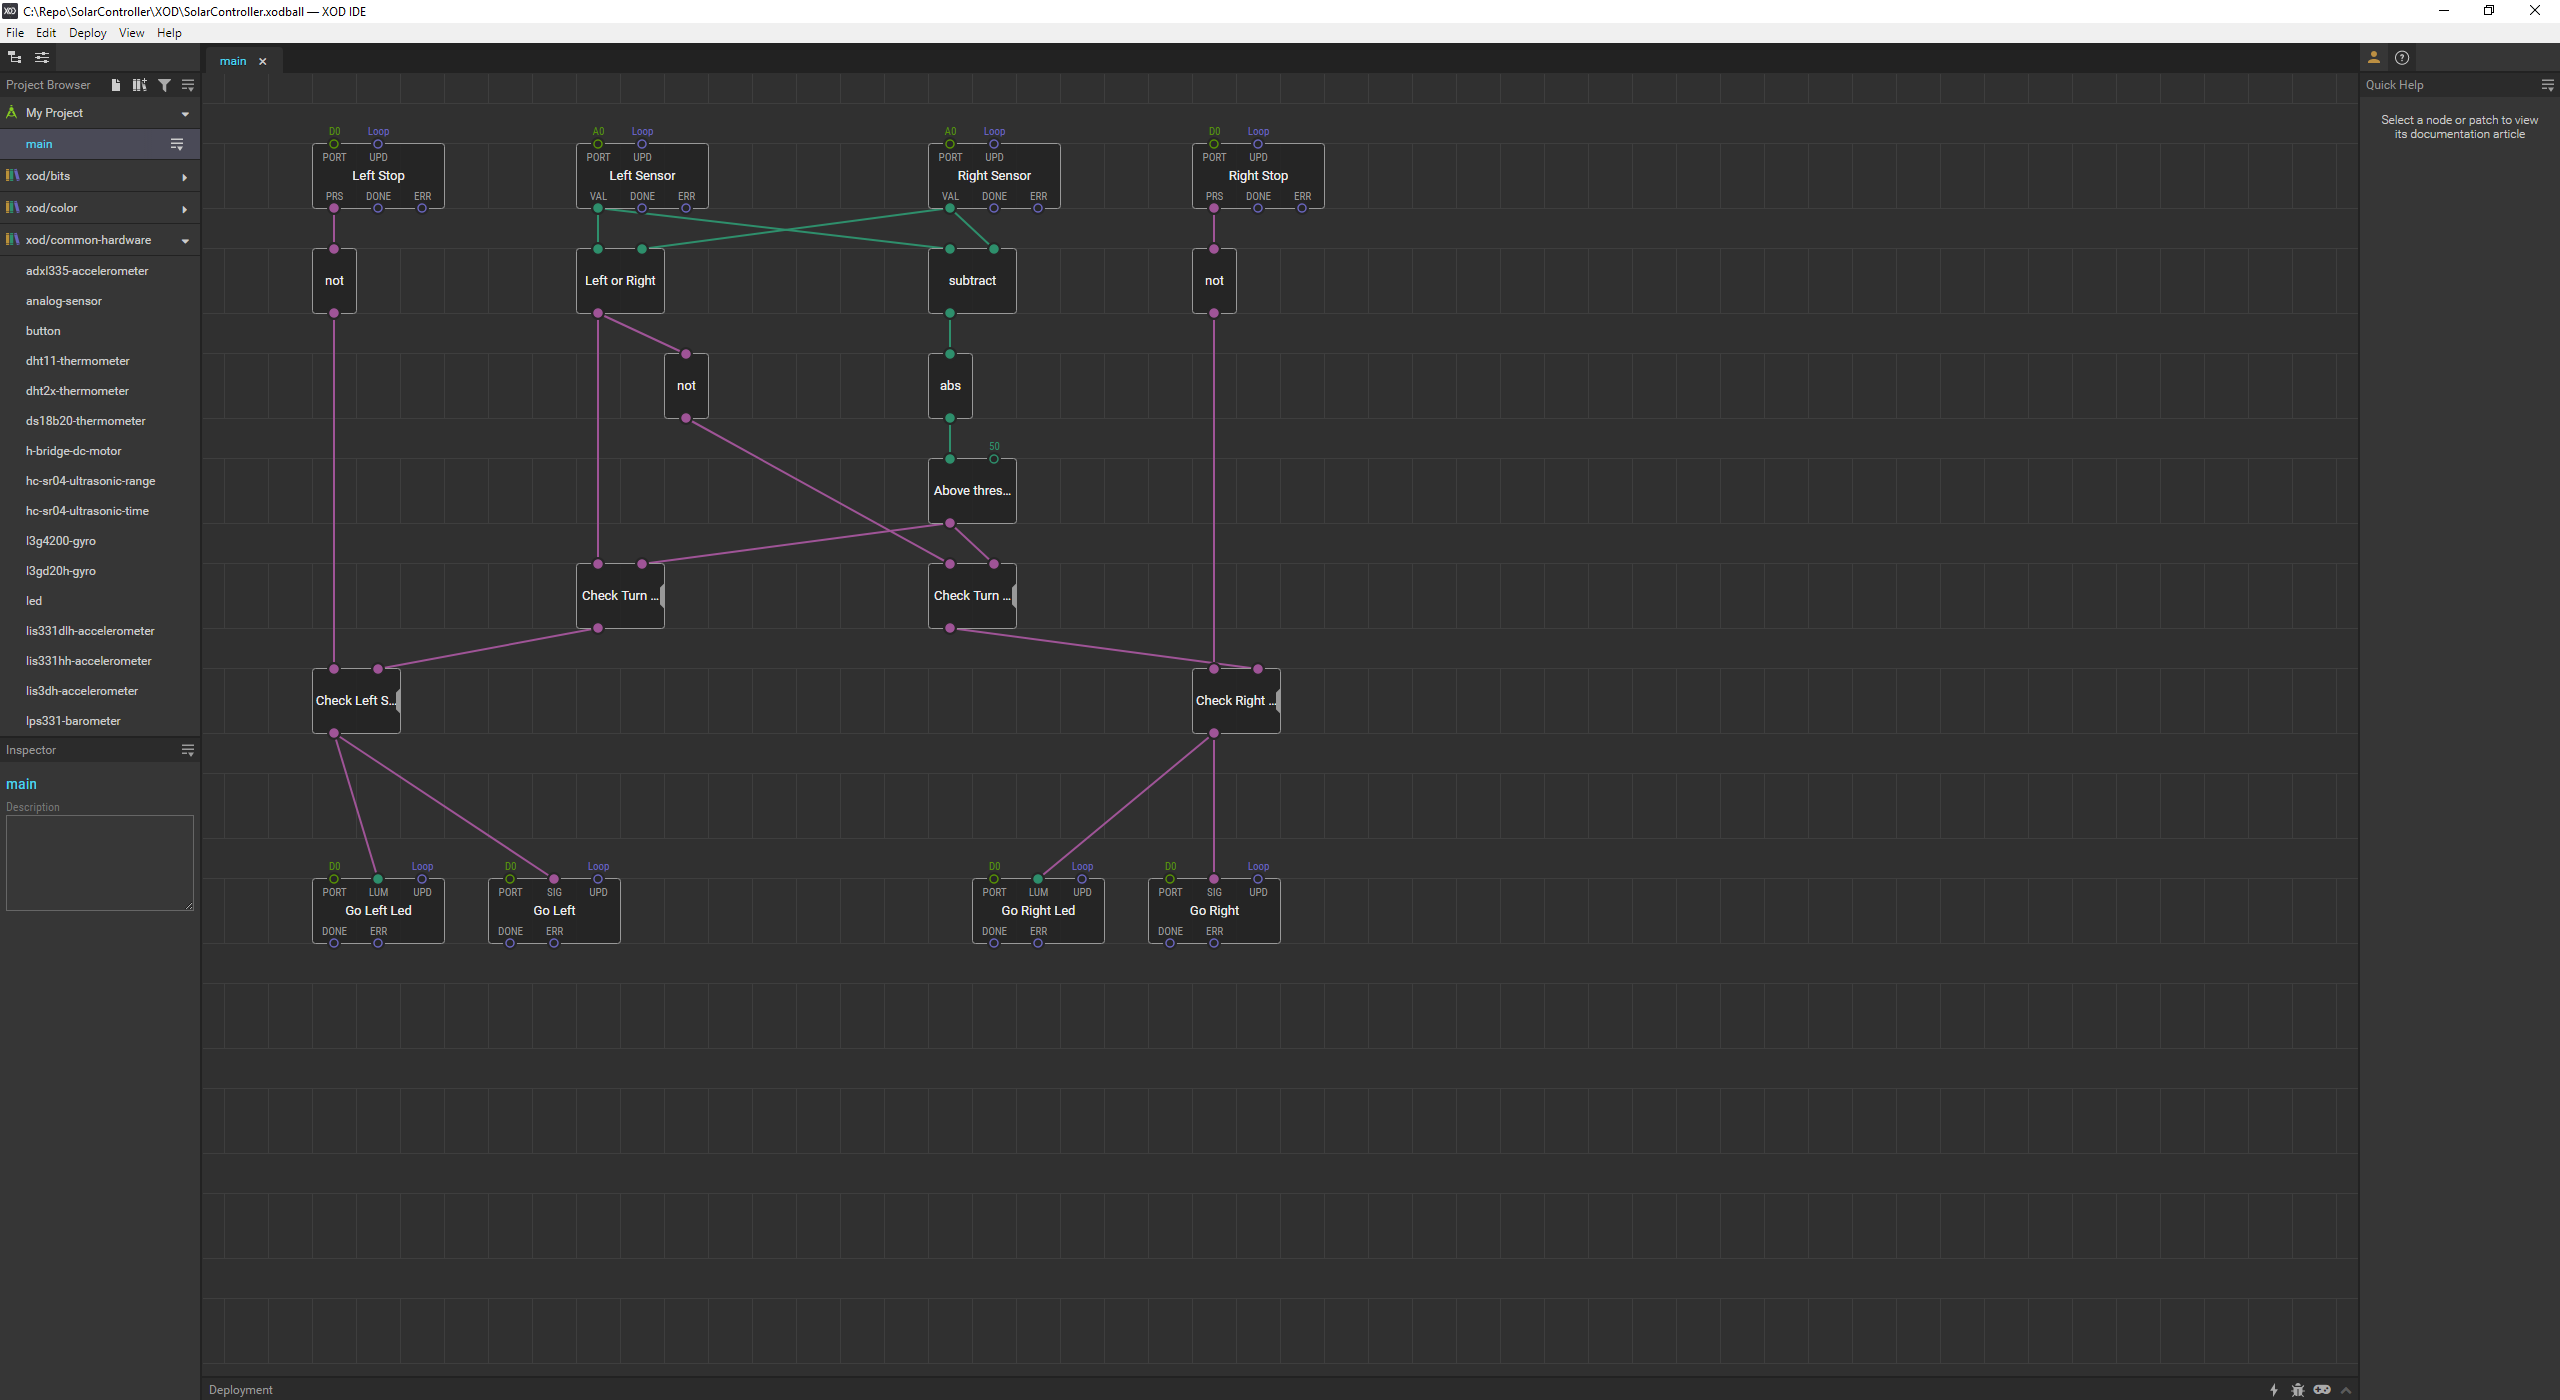 C:\Repo\SolarController\XOD\SolarController.xodball — XOD IDE
File Edit Deploy View Help
Project Browser
My Project
main
xod/bits
xod/color
xod/common-hardware
adxl335-accelerometer
analog-sensor
button
dht11-thermometer
dht2x-thermometer
ds18b20-thermometer
h-bridge-dc-motor
hc-sr04-ultrasonic-range
hc-sr04-ultrasonic-time
l3g4200-gyro
l3gd20h-gyro
led
lis331dlh-accelerometer
lis331hh-accelerometer
lis3dh-accelerometer
lps331-barometer
Inspector
main
Description
main
D0 Loop A0 Loop A0 Loop D0 Loop
PORT UPD PORT UPD PORT UPD PORT UPD
Left Stop Left Sensor Right Sensor Right Stop
PRS DONE ERR VAL DONE ERR VAL DONE ERR PRS DONE ERR
not Left or Right subtract not
not abs
50
Above thres...
Check Turn ... Check Turn ...
Check Left S... Check Right ...
D0 Loop D0 Loop D0 Loop D0 Loop
PORT LUM UPD PORT SIG UPD PORT LUM UPD PORT SIG UPD
Go Left Led Go Left Go Right Led Go Right
DONE ERR DONE ERR DONE ERR DONE ERR
Deployment
Quick Help
Select a node or patch to view
its documentation article